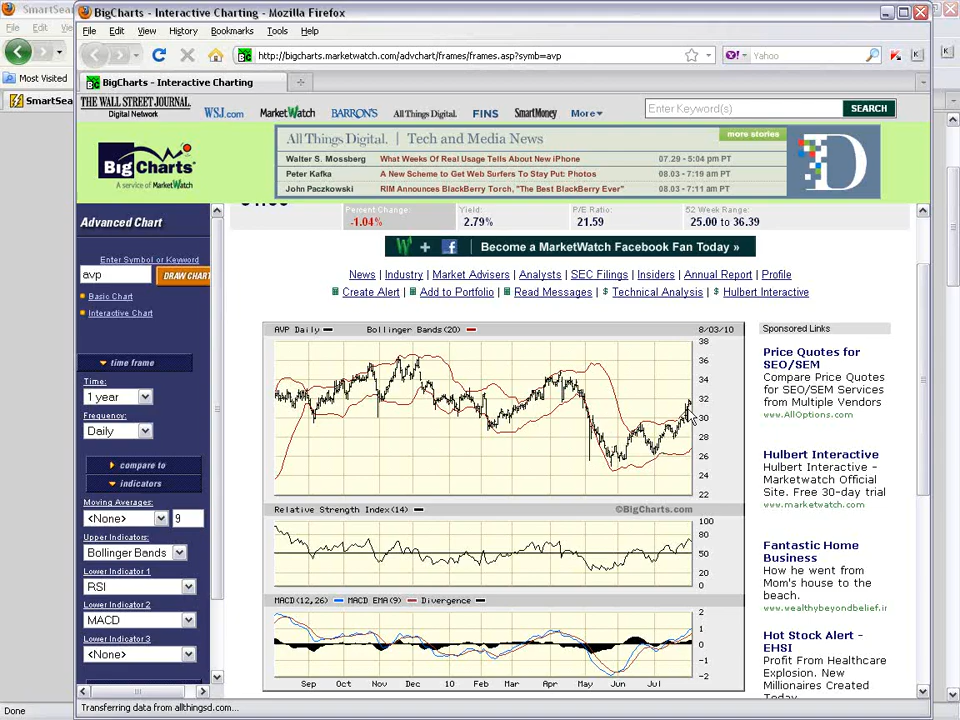 SmartSear
BigCharts - Interactive Charting - Mozilla Firefox
File Edit Vi
File Edit View History Bookmarks Tools Help
http://bigcharts.marketwatch.com/advchart/frames/frames.asp?symb=avp
Yahoo
Most Visited
BigCharts - Interactive Charting
SmartSea
THE WALL STREET JOURNAL
Digital Network
WSJ.com MarketWatch BARRON'S All Things Digital. FINS SmartMoney More
Enter Keyword(s) SEARCH
BigCharts
A service of MarketWatch
All Things Digital. | Tech and Media News
more stories
Walter S. Mossberg What Weeks Of Real Usage Tells About New iPhone 07.29 - 5:04 pm PT
Peter Kafka A New Scheme to Get Web Surfers To Stay Put: Photos 08.03 - 7:19 am PT
John Paczkowski RIM Announces BlackBerry Torch, "The Best BlackBerry Ever" 08.03 - 7:11 am PT
D
Percent Change: Yield: P/E Ratio: 52 Week Range:
-1.04% 2.79% 21.59 25.00 to 36.39
Become a MarketWatch Facebook Fan Today »
News | Industry | Market Advisers | Analysts | SEC Filings | Insiders | Annual Report | Profile
Create Alert | Add to Portfolio | Read Messages | Technical Analysis | Hulbert Interactive
Advanced Chart
Enter Symbol or Keyword
avp DRAW CHART
Basic Chart
Interactive Chart
time frame
Time:
1 year
Frequency:
Daily
compare to
indicators
Moving Averages:
<None> 9
Upper Indicators:
Bollinger Bands
Lower Indicator 1
RSI
Lower Indicator 2
MACD
Lower Indicator 3
<None>
AVP Daily Bollinger Bands(20) 8/03/10
38
36
34
32
30
28
26
24
22
Relative Strength Index(14) ©BigCharts.com
100
80
50
20
0
MACD(12,26) MACD EMA(9) Divergence
2
1
0
-1
-2
Sep Oct Nov Dec 10 Feb Mar Apr May Jun Jul
Sponsored Links
Price Quotes for
SEO/SEM
Compare Price Quotes
for SEO/SEM Services
from Multiple Vendors
www.AllOptions.com
Hulbert Interactive
Hulbert Interactive -
Marketwatch Official
Site. Free 30-day trial
www.marketwatch.com
Fantastic Home
Business
How he went from
Mom's house to the
beach.
www.wealthybeyondbelief.ir
Hot Stock Alert -
EHSI
Profit From Healthcare
Explosion. New
Millionaires Created
Today
Transferring data from allthingsd.com...
Done